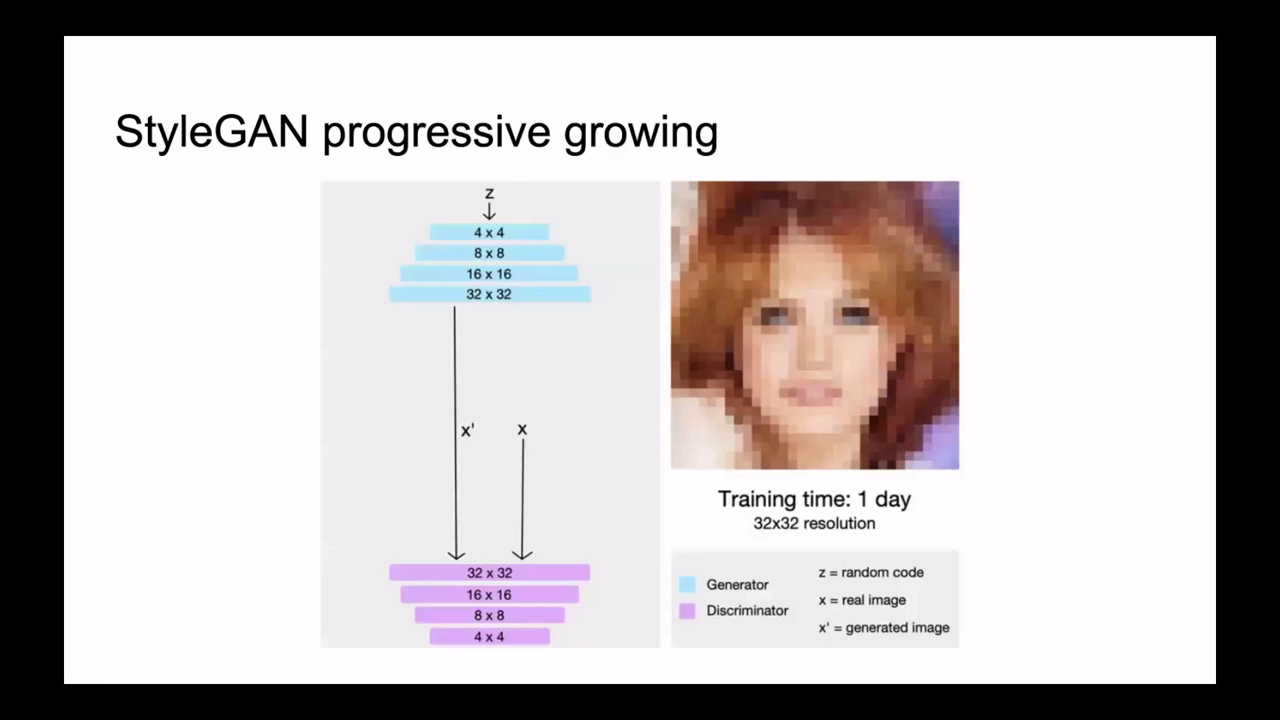 StyleGAN progressive growing
z
4 x 4
8 x 8
16 x 16
32 x 32
x'
x
32 x 32
16 x 16
8 x 8
4 x 4
Training time: 1 day
32x32 resolution
Generator
Discriminator
z = random code
x = real image
x' = generated image